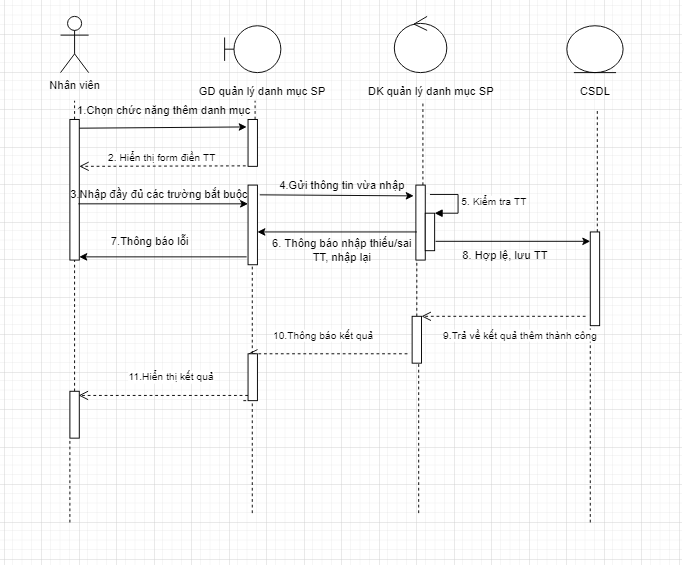 Nhân viên
GD quản lý danh mục SP
DK quản lý danh mục SP
CSDL
1.Chọn chức năng thêm danh mục
2. Hiển thị form điền TT
3.Nhập đầy đủ các trường bắt buộc
4.Gửi thông tin vừa nhập
5. Kiểm tra TT
6. Thông báo nhập thiếu/sai
TT, nhập lại
7.Thông báo lỗi
8. Hợp lệ, lưu TT
9.Trả về kết quả thêm thành công
10.Thông báo kết quả
11.Hiển thị kết quả